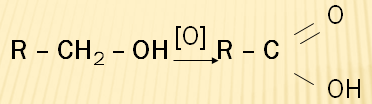 O
R – CH₂ – OH [O] R – C
OH